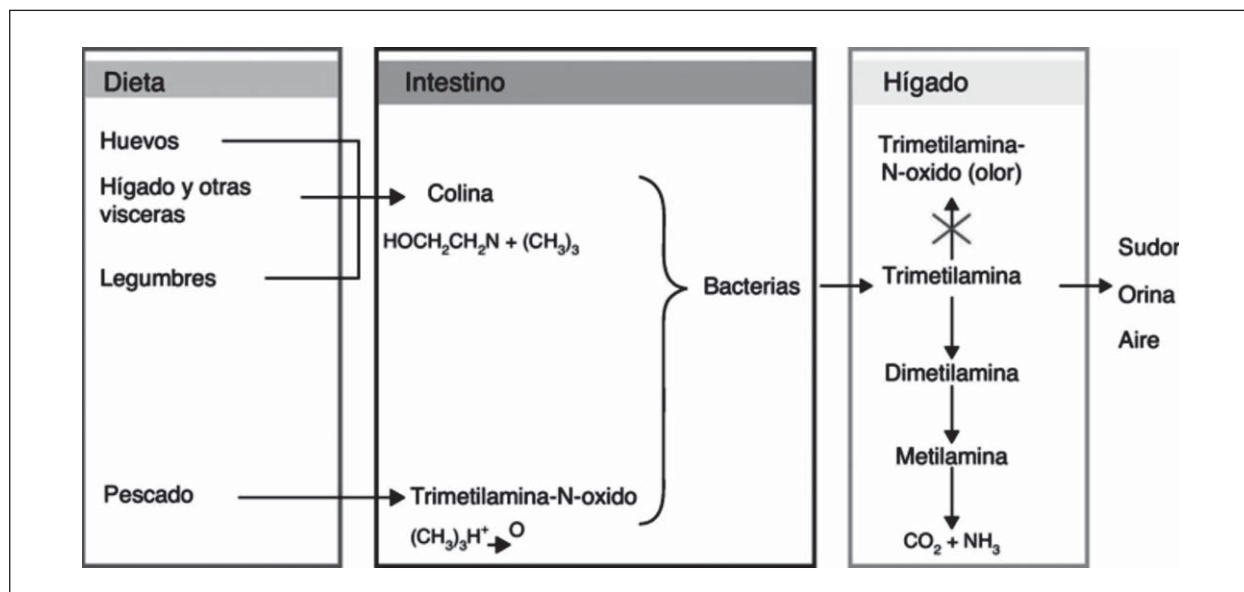 Dieta
Huevos
Hígado y otras
visceras
Legumbres
Pescado
Intestino
Colina
HOCH₂CH₂N + (CH₃)₃
Bacterias
Trimetilamina-N-oxido
(CH₃)₃H⁺ → O
Hígado
Trimetilamina-
N-oxido (olor)
Trimetilamina
Dimetilamina
Metilamina
CO₂ + NH₃
Sudor
Orina
Aire